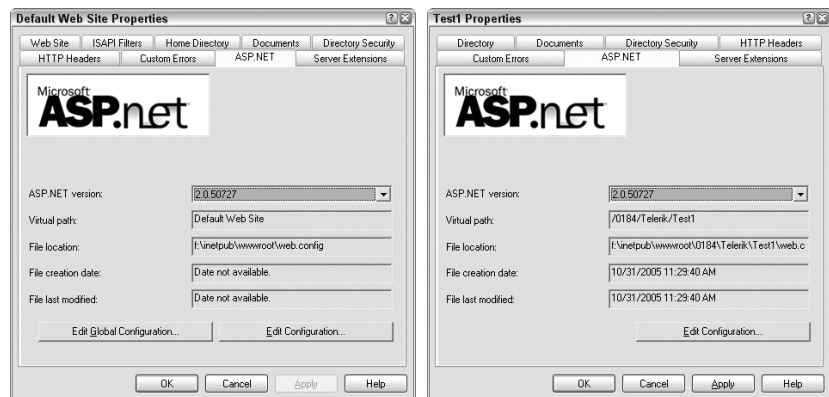 Default Web Site Properties
Web Site ISAPI Filters Home Directory Documents Directory Security
HTTP Headers Custom Errors ASP.NET Server Extensions
Microsoft
ASP.net
ASP.NET version: 2.0.50727
Virtual path: Default Web Site
File location: f:\inetpub\wwwroot\web.config
File creation date: Date not available.
File last modified: Date not available.
Edit Global Configuration... Edit Configuration...
OK Cancel Apply Help
Test1 Properties
Directory Documents Directory Security HTTP Headers
Custom Errors ASP.NET Server Extensions
Microsoft
ASP.net
ASP.NET version: 2.0.50727
Virtual path: /0184/Telerik/Test1
File location: f:\inetpub\wwwroot\0184\Telerik\Test1\web.c
File creation date: 10/31/2005 11:29:40 AM
File last modified: 10/31/2005 11:29:40 AM
Edit Configuration...
OK Cancel Apply Help